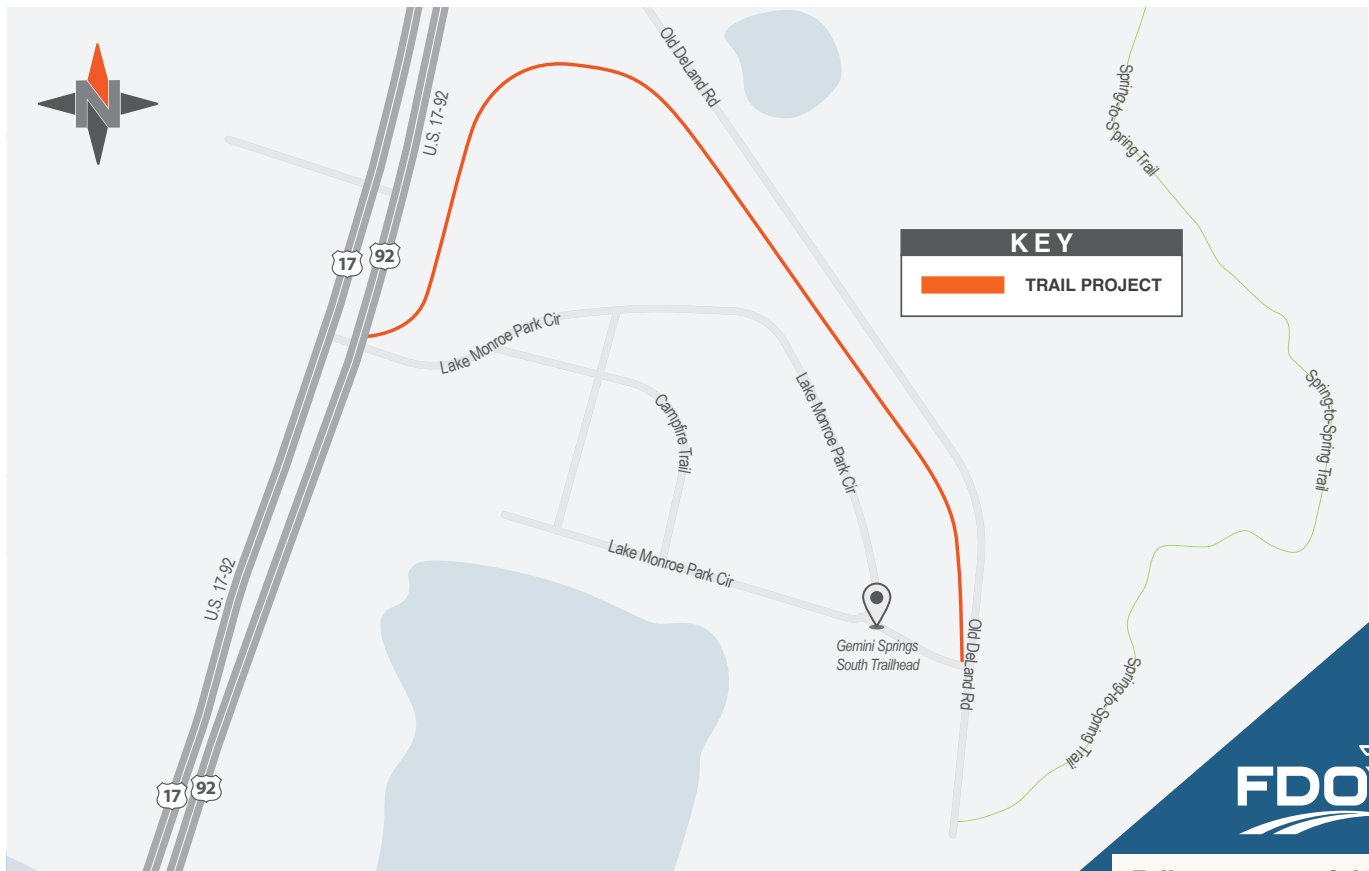 N
Old DeLand Rd
Spring-to-
Spring Trail
U.S. 17-92
KEY
TRAIL PROJECT
17
92
Lake Monroe Park Cir
Lake Monroe Park Cir
Campfire Trail
Spring-to-Spring Trail
Lake Monroe Park Cir
U.S. 17-92
Gemini Springs
South Trailhead
Old DeLand Rd
Spring-to-Spring Trail
17
92
FDO